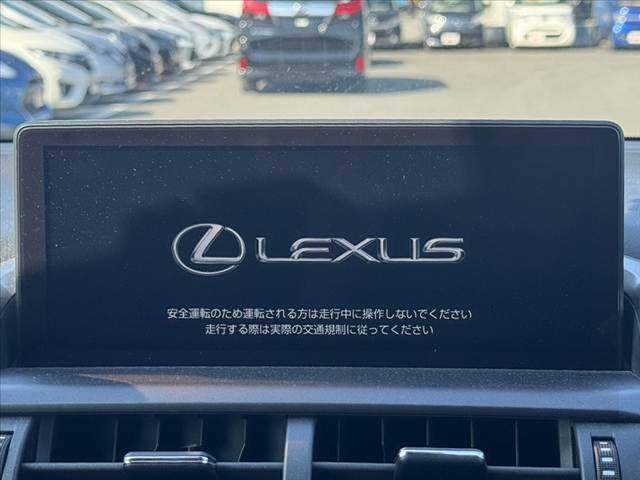 LEXUS
安全運転のため運転される方は走行中に操作しないでください
走行する際は実際の交通規制に従ってください